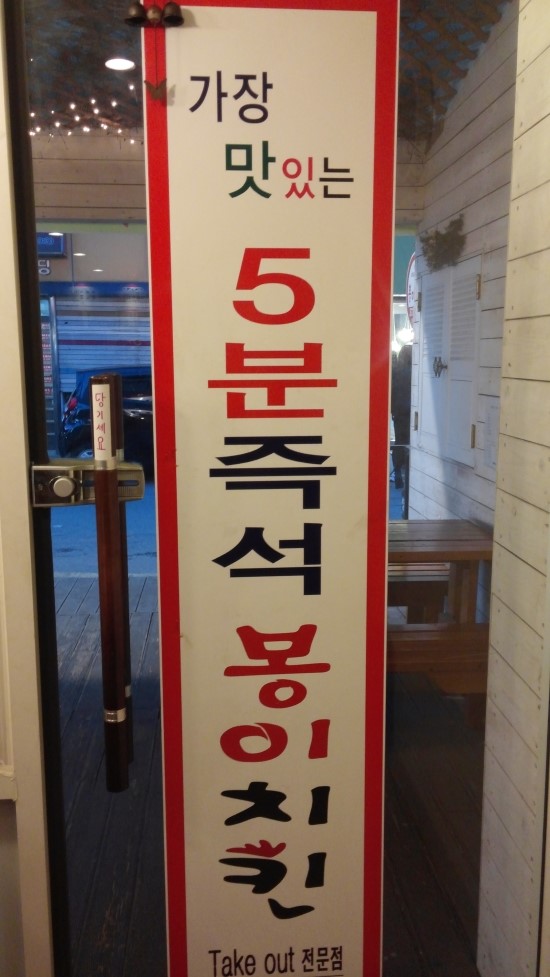 가장
맛있는
5분즉석
봉이치킨
Take out 전문점
당기세요